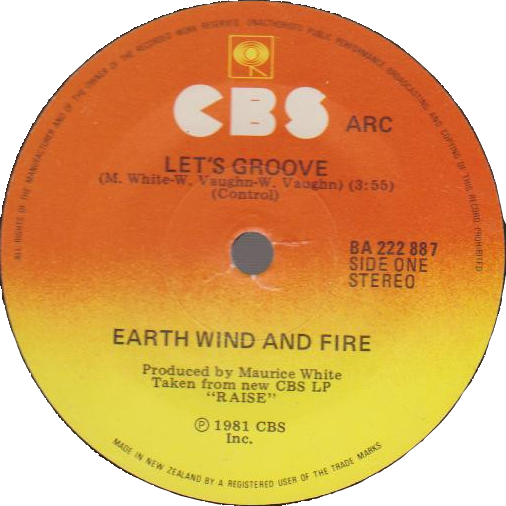 ALL RIGHTS OF THE MANUFACTURER AND OF THE OWNER OF THE RECORDED WORK RESERVED. UNAUTHORISED PUBLIC PERFORMANCE, BROADCASTING AND COPYING OF THIS RECORD PROHIBITED
CBS
ARC
LET'S GROOVE
(M. White-W. Vaughn-W. Vaughn) (3:55)
(Control)
BA 222 887
SIDE ONE
STEREO
EARTH WIND AND FIRE
Produced by Maurice White
Taken from new CBS LP
“RAISE”
Ⓟ 1981 CBS
Inc.
MADE IN NEW ZEALAND BY A REGISTERED USER OF THE TRADE MARKS